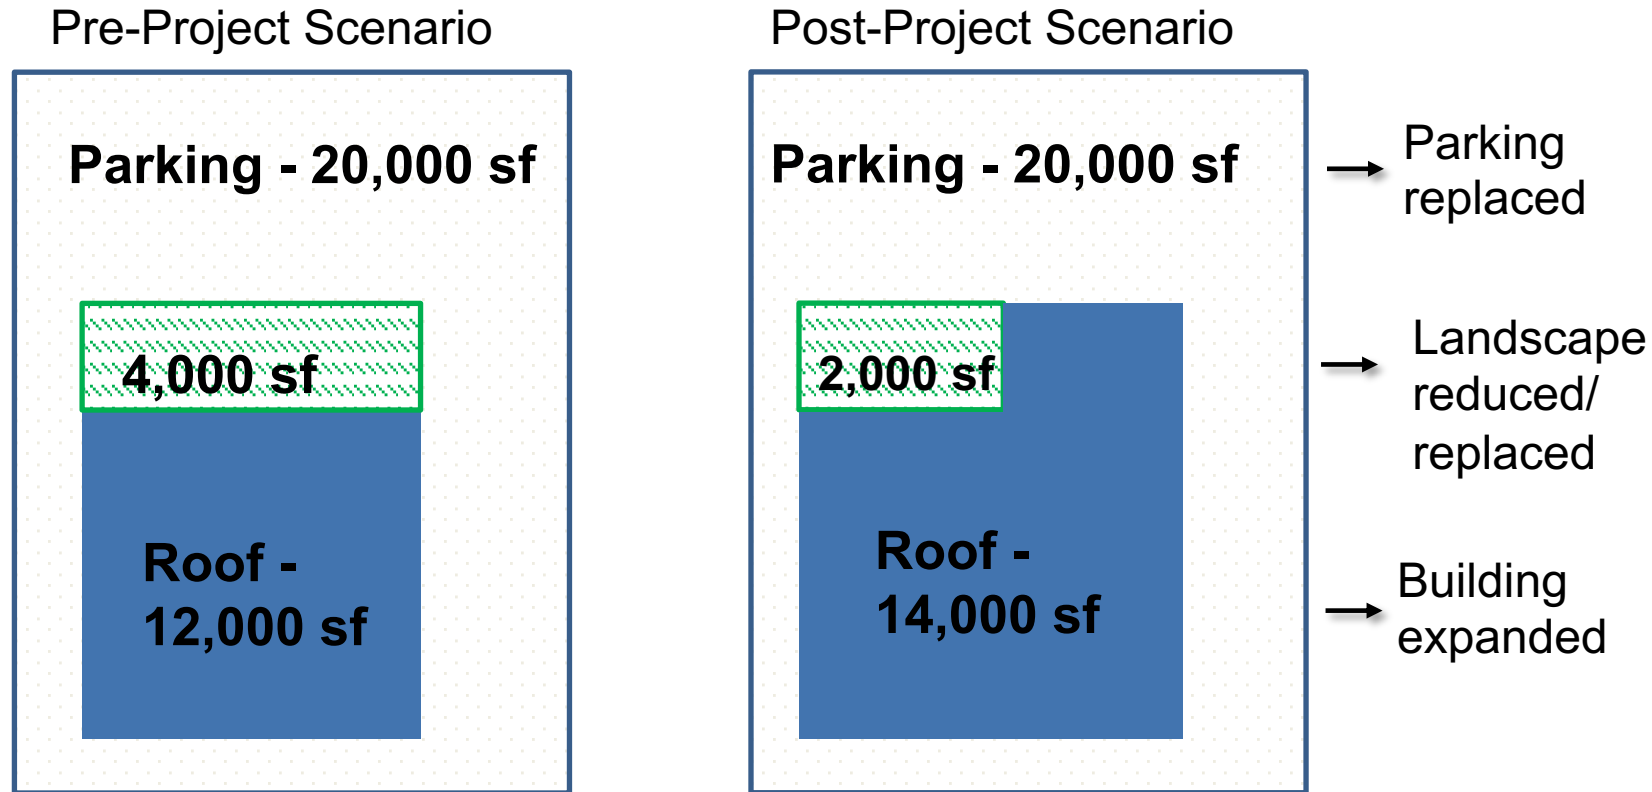 Pre-Project Scenario
Post-Project Scenario
Parking - 20,000 sf
4,000 sf
Roof -
12,000 sf
Parking - 20,000 sf
2,000 sf
Roof -
14,000 sf
Parking
replaced
Landscape
reduced/
replaced
Building
expanded